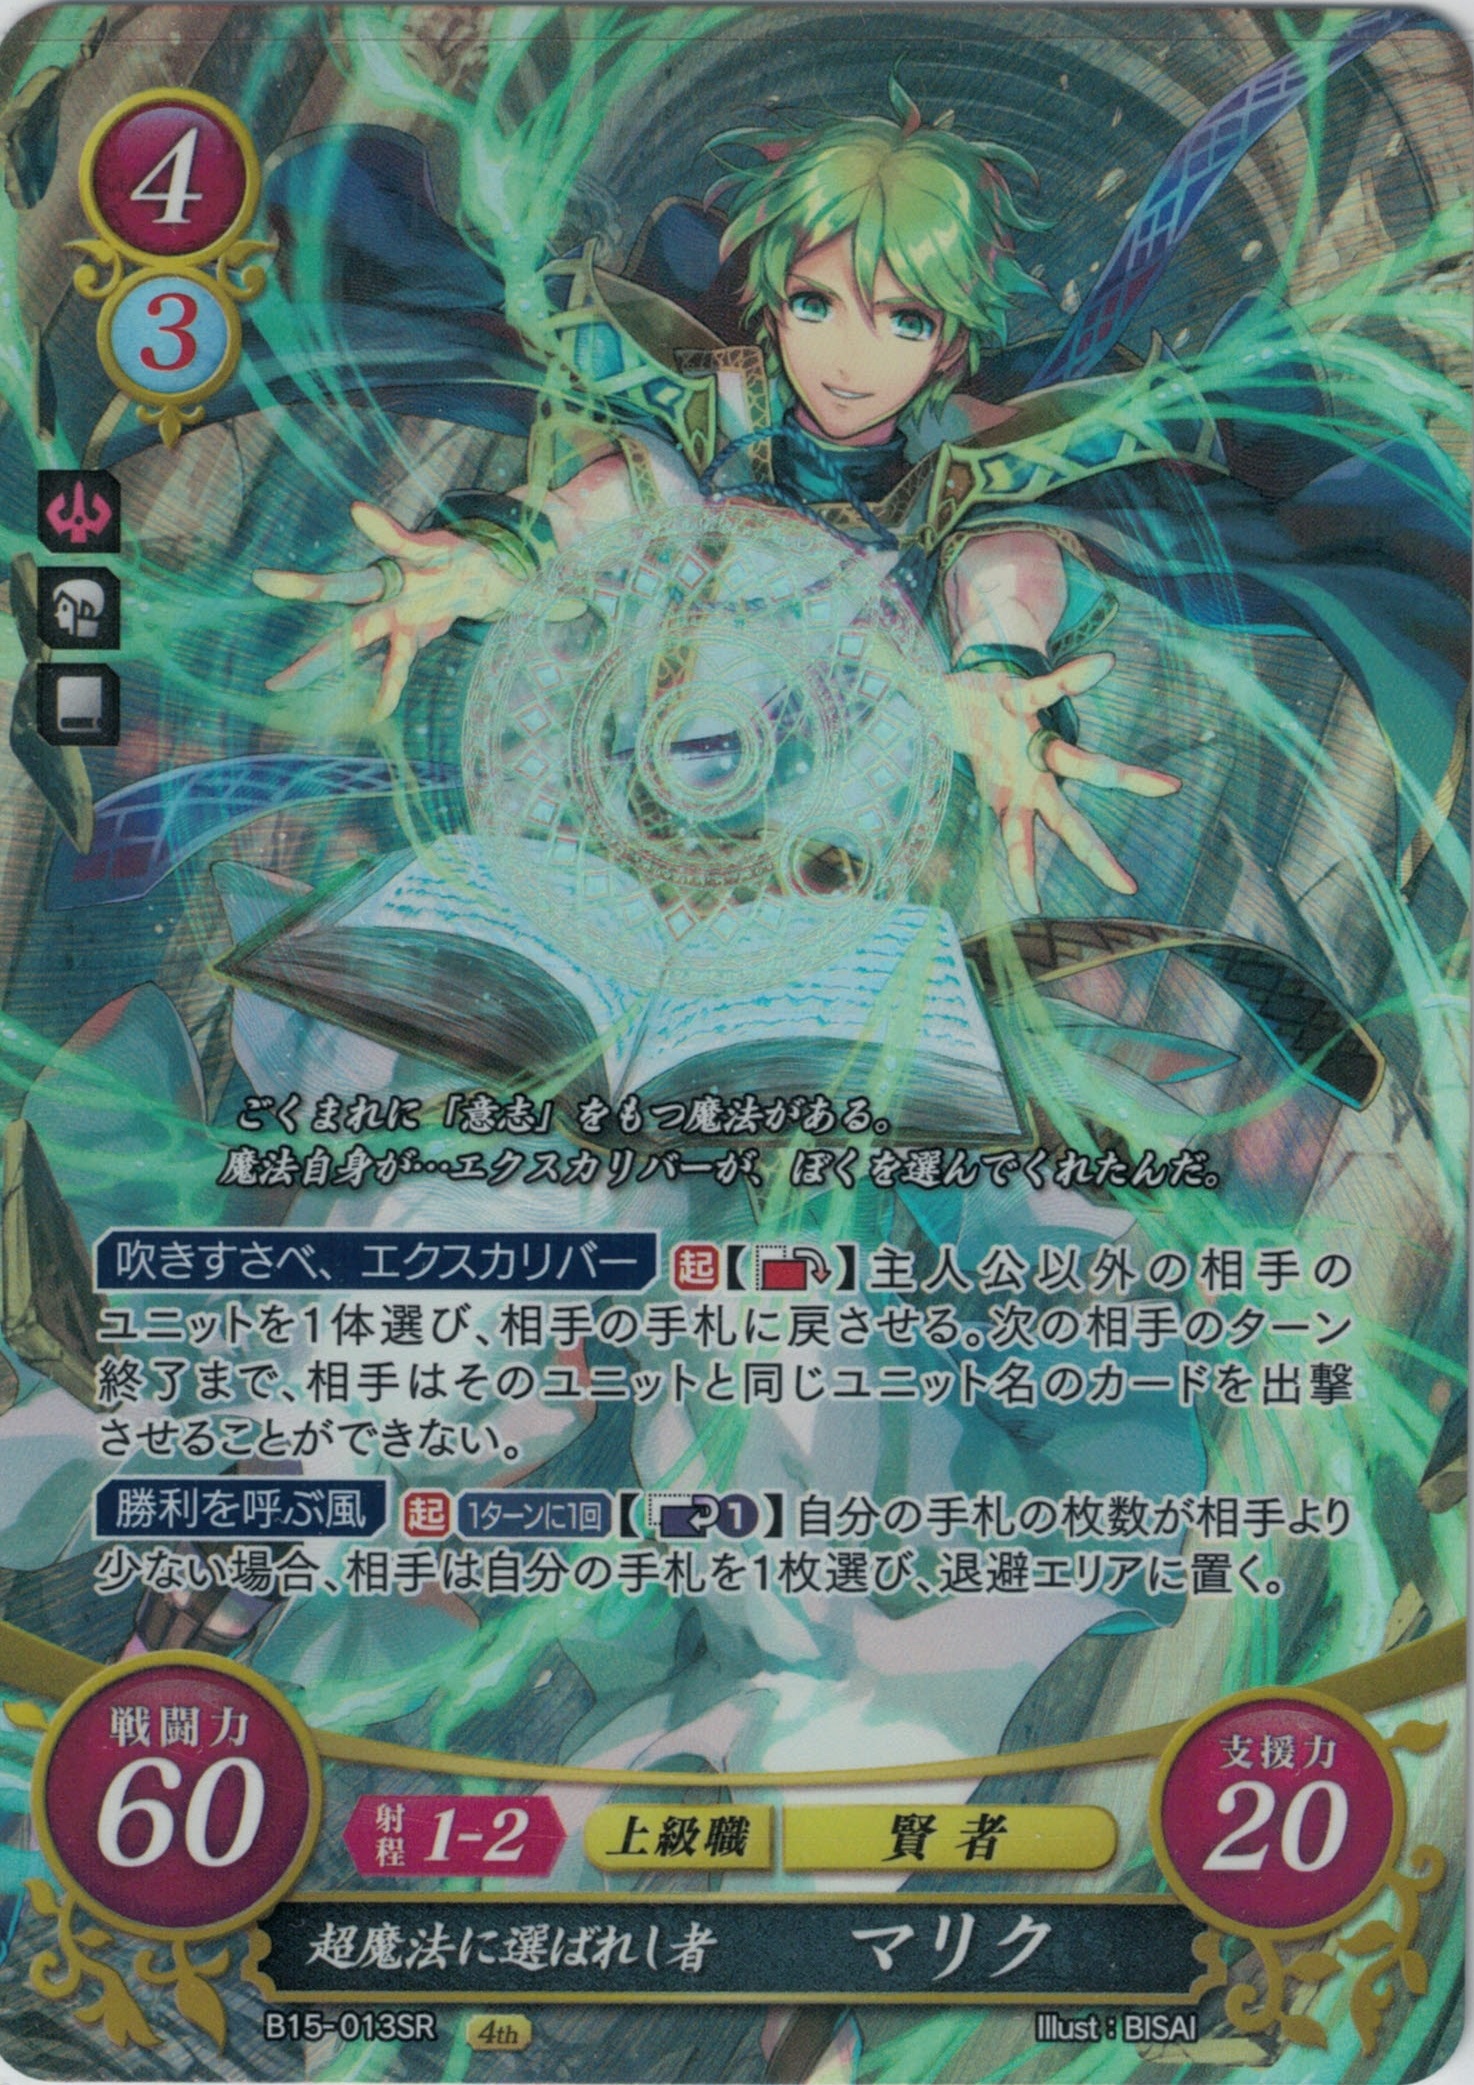 4
3
ごくまれに「意志」をもつ魔法がある。
魔法自身が…エクスカリバーが、ぼくを選んでくれたんだ。
吹きすさべ、エクスカリバー 起【】主人公以外の相手の
ユニットを1体選び、相手の手札に戻させる。次の相手のターン
終了まで、相手はそのユニットと同じユニット名のカードを出撃
させることができない。
勝利を呼ぶ風 起 1ターンに1回【1】自分の手札の枚数が相手より
少ない場合、相手は自分の手札を1枚選び、退避エリアに置く。
戦闘力
60
射程 1-2
上級職 賢者
支援力
20
超魔法に選ばれし者 マリク
B15-013SR 4th
Illust：BISAI